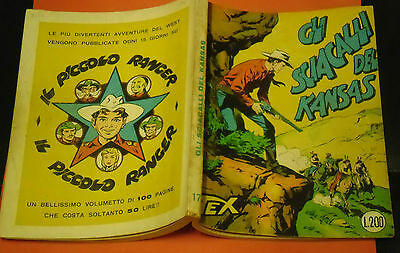 LE PIÙ DIVERTENTI AVVENTURE DEL WEST
VENGONO PUBBLICATE OGNI 15 GIORNI SU
IL PICCOLO RANGER
IL PICCOLO RANGER
UN BELLISSIMO VOLUMETTO DI 100 PAGINE
CHE COSTA SOLTANTO 50 LIRE!!
GLI SCIACALLI DEL KANSAS
17
GLI
SCIACALLI
DEL
KANSAS
TEX
L.200